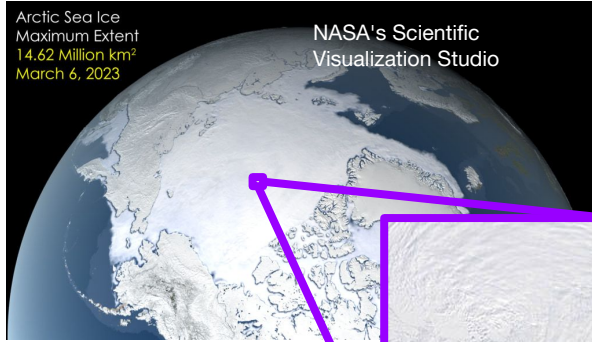 Arctic Sea Ice
Maximum Extent
14.62 Million km²
March 6, 2023
NASA's Scientific
Visualization Studio